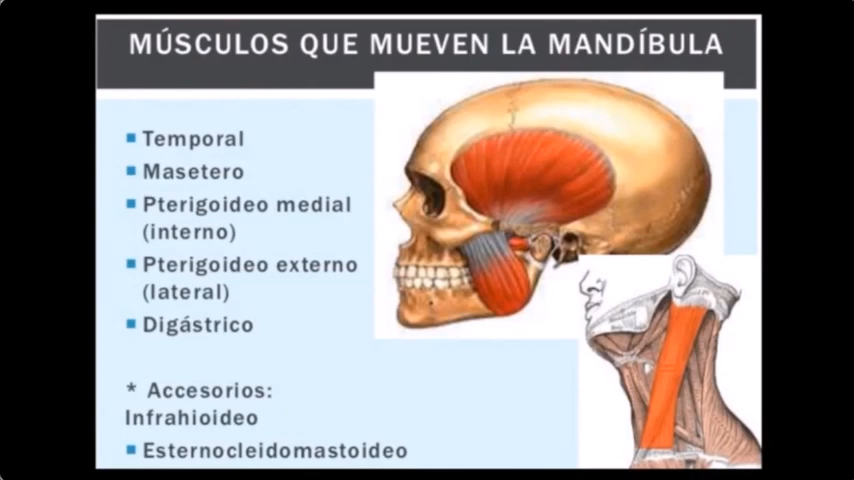 MÚSCULOS QUE MUEVEN LA MANDÍBULA
▪ Temporal
▪ Masetero
▪ Pterigoideo medial
(interno)
▪ Pterigoideo externo
(lateral)
▪ Digástrico
* Accesorios:
Infrahioideo
▪ Esternocleidomastoideo